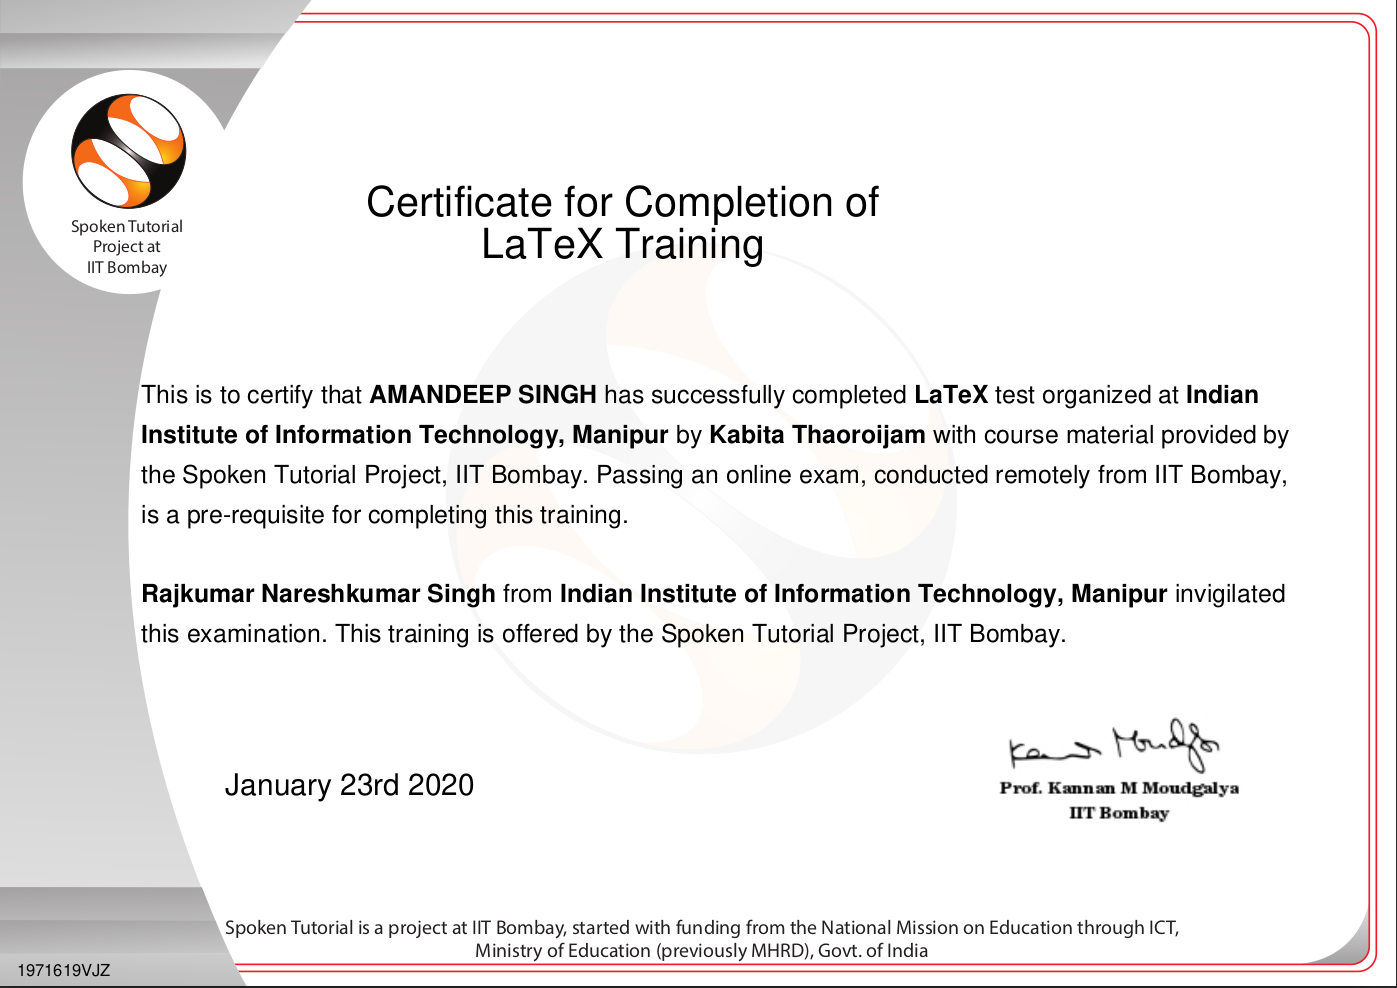 Spoken Tutorial
Project at
IIT Bombay
Certificate for Completion of
LaTeX Training
This is to certify that AMANDEEP SINGH has successfully completed LaTeX test organized at Indian
Institute of Information Technology, Manipur by Kabita Thaoroijam with course material provided by
the Spoken Tutorial Project, IIT Bombay. Passing an online exam, conducted remotely from IIT Bombay,
is a pre-requisite for completing this training.
Rajkumar Nareshkumar Singh from Indian Institute of Information Technology, Manipur invigilated
this examination. This training is offered by the Spoken Tutorial Project, IIT Bombay.
January 23rd 2020
Prof. Kannan M Moudgalya
IIT Bombay
Spoken Tutorial is a project at IIT Bombay, started with funding from the National Mission on Education through ICT,
Ministry of Education (previously MHRD), Govt. of India
1971619VJZ